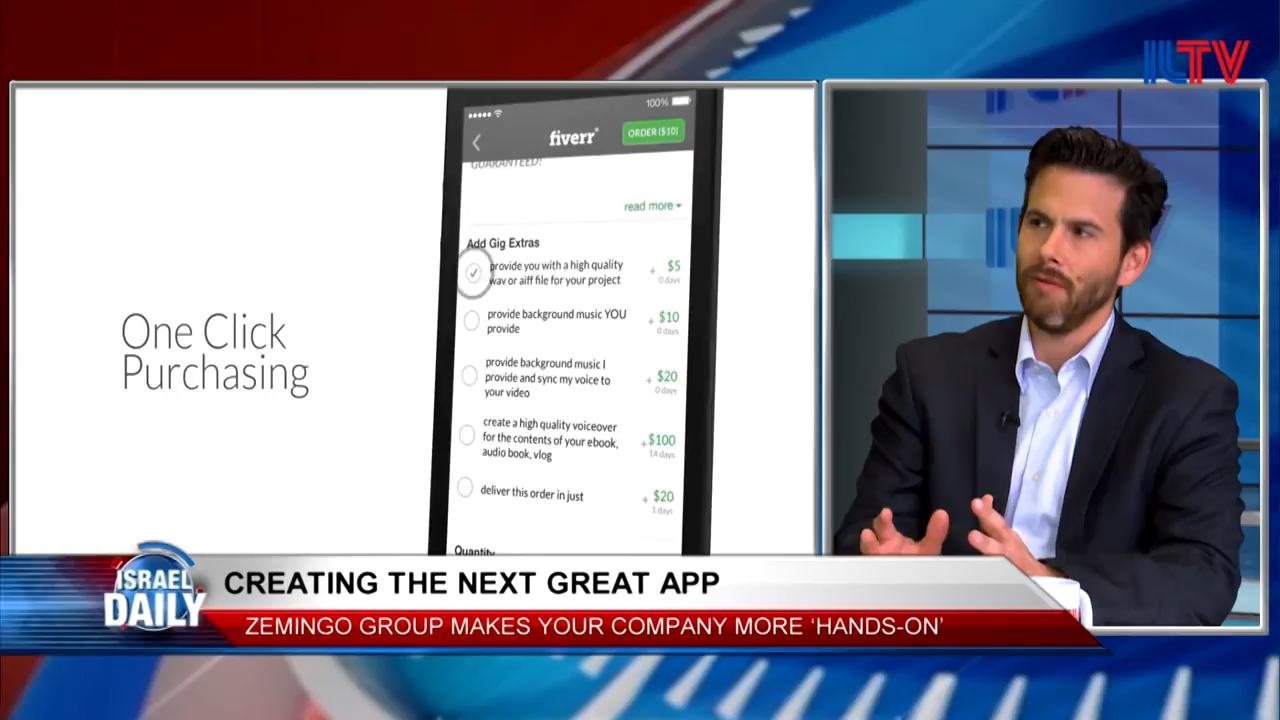 ILTV
100%
fiverr
ORDER ($10)
GUARANTEED!
read more
Add Gig Extras
provide you with a high quality + $5
wav or aiff file for your project 0 days
provide background music YOU + $10
provide 0 days
provide background music I
provide and sync my voice to + $20
your video 0 days
create a high quality voiceover
for the contents of your ebook, + $100
audio book, vlog 14 days
deliver this order in just + $20
1 days
Quantity
One Click
Purchasing
ISRAEL
DAILY
CREATING THE NEXT GREAT APP
ZEMINGO GROUP MAKES YOUR COMPANY MORE ‘HANDS-ON’